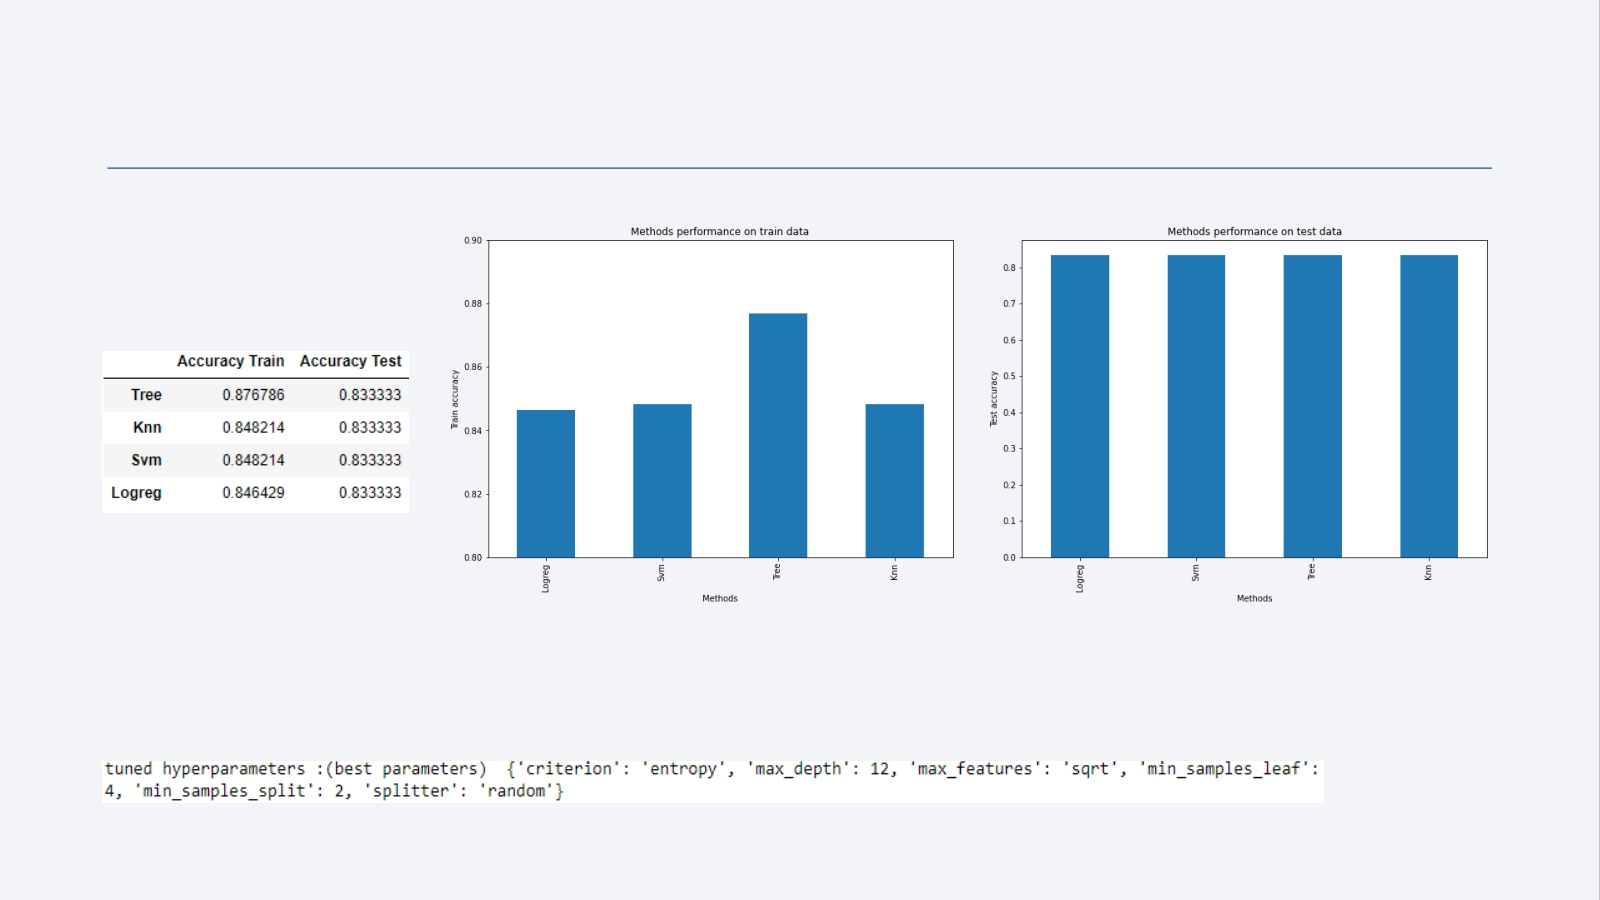 Accuracy Train Accuracy Test
Tree 0.876786 0.833333
Knn 0.848214 0.833333
Svm 0.848214 0.833333
Logreg 0.846429 0.833333
Methods performance on train data
0.90
0.88
0.86
0.84
0.82
0.80
Train accuracy
Logreg Svm Tree Knn
Methods
Methods performance on test data
0.8
0.7
0.6
0.5
0.4
0.3
0.2
0.1
0.0
Test accuracy
Logreg Svm Tree Knn
Methods
tuned hyperparameters :(best parameters)  {'criterion': 'entropy', 'max_depth': 12, 'max_features': 'sqrt', 'min_samples_leaf':
4, 'min_samples_split': 2, 'splitter': 'random'}